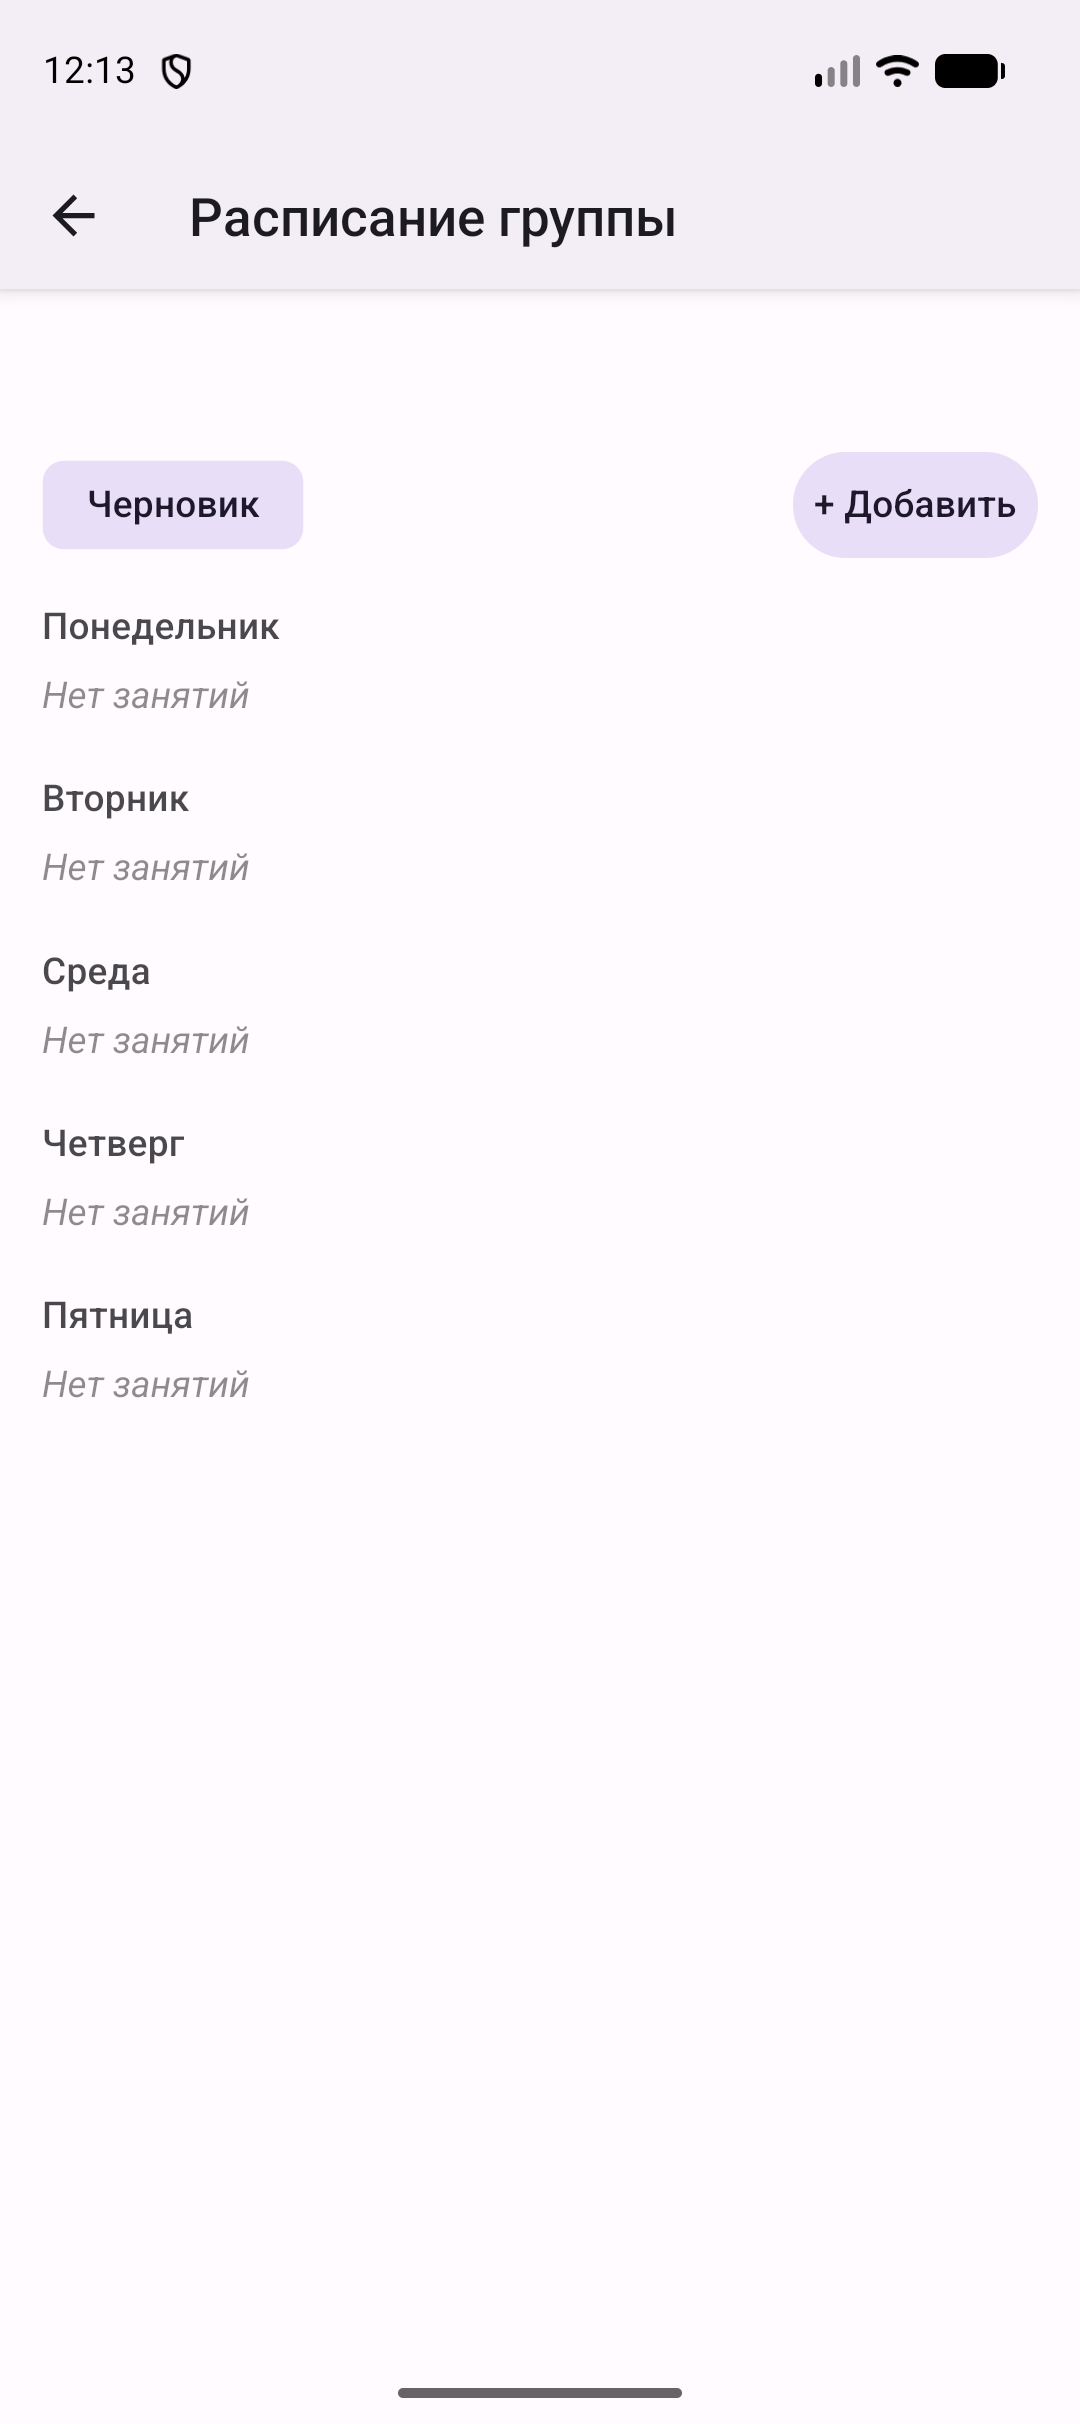 12:13
Расписание группы
Черновик
+ Добавить
Понедельник
Нет занятий
Вторник
Нет занятий
Среда
Нет занятий
Четверг
Нет занятий
Пятница
Нет занятий